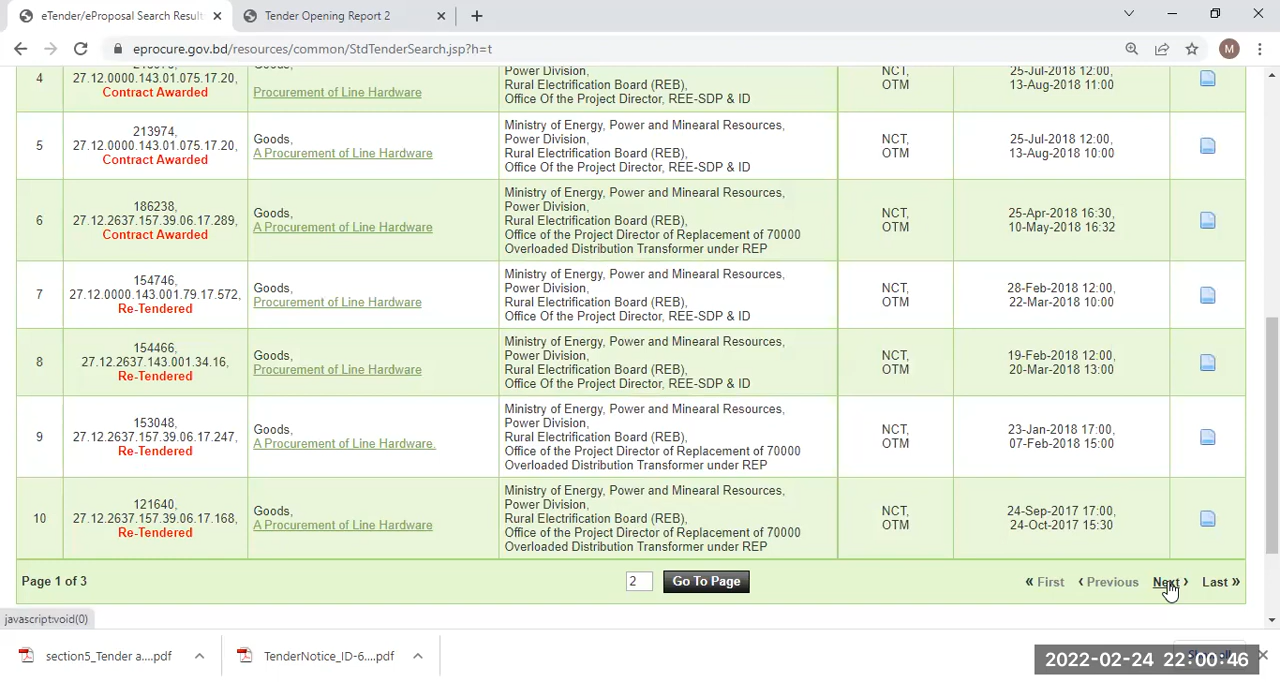 eTender/eProposal Search Result
Tender Opening Report 2
eprocure.gov.bd/resources/common/StdTenderSearch.jsp?h=t
M
4
27.12.0000.143.01.075.17.20,
Contract Awarded
Procurement of Line Hardware
Power Division,
Rural Electrification Board (REB),
Office Of the Project Director, REE-SDP & ID
NCT,
OTM
25-Jul-2018 12:00,
13-Aug-2018 11:00
5
213974,
27.12.0000.143.01.075.17.20,
Contract Awarded
Goods,
A Procurement of Line Hardware
Ministry of Energy, Power and Minearal Resources,
Power Division,
Rural Electrification Board (REB),
Office Of the Project Director, REE-SDP & ID
NCT,
OTM
25-Jul-2018 12:00,
13-Aug-2018 10:00
6
186238,
27.12.2637.157.39.06.17.289,
Contract Awarded
Goods,
A Procurement of Line Hardware
Ministry of Energy, Power and Minearal Resources,
Power Division,
Rural Electrification Board (REB),
Office of the Project Director of Replacement of 70000
Overloaded Distribution Transformer under REP
NCT,
OTM
25-Apr-2018 16:30,
10-May-2018 16:32
7
154746,
27.12.0000.143.001.79.17.572,
Re-Tendered
Goods,
Procurement of Line Hardware
Ministry of Energy, Power and Minearal Resources,
Power Division,
Rural Electrification Board (REB),
Office Of the Project Director, REE-SDP & ID
NCT,
OTM
28-Feb-2018 12:00,
22-Mar-2018 10:00
8
154466,
27.12.2637.143.001.34.16,
Re-Tendered
Goods,
Procurement of Line Hardware
Ministry of Energy, Power and Minearal Resources,
Power Division,
Rural Electrification Board (REB),
Office Of the Project Director, REE-SDP & ID
NCT,
OTM
19-Feb-2018 12:00,
20-Mar-2018 13:00
9
153048,
27.12.2637.157.39.06.17.247,
Re-Tendered
Goods,
A Procurement of Line Hardware.
Ministry of Energy, Power and Minearal Resources,
Power Division,
Rural Electrification Board (REB),
Office of the Project Director of Replacement of 70000
Overloaded Distribution Transformer under REP
NCT,
OTM
23-Jan-2018 17:00,
07-Feb-2018 15:00
10
121640,
27.12.2637.157.39.06.17.168,
Re-Tendered
Goods,
A Procurement of Line Hardware
Ministry of Energy, Power and Minearal Resources,
Power Division,
Rural Electrification Board (REB),
Office of the Project Director of Replacement of 70000
Overloaded Distribution Transformer under REP
NCT,
OTM
24-Sep-2017 17:00,
24-Oct-2017 15:30
Page 1 of 3
2
Go To Page
« First ‹ Previous Next › Last »
javascript:void(0)
section5_Tender a....pdf
TenderNotice_ID-6....pdf
2022-02-24 22:00:46